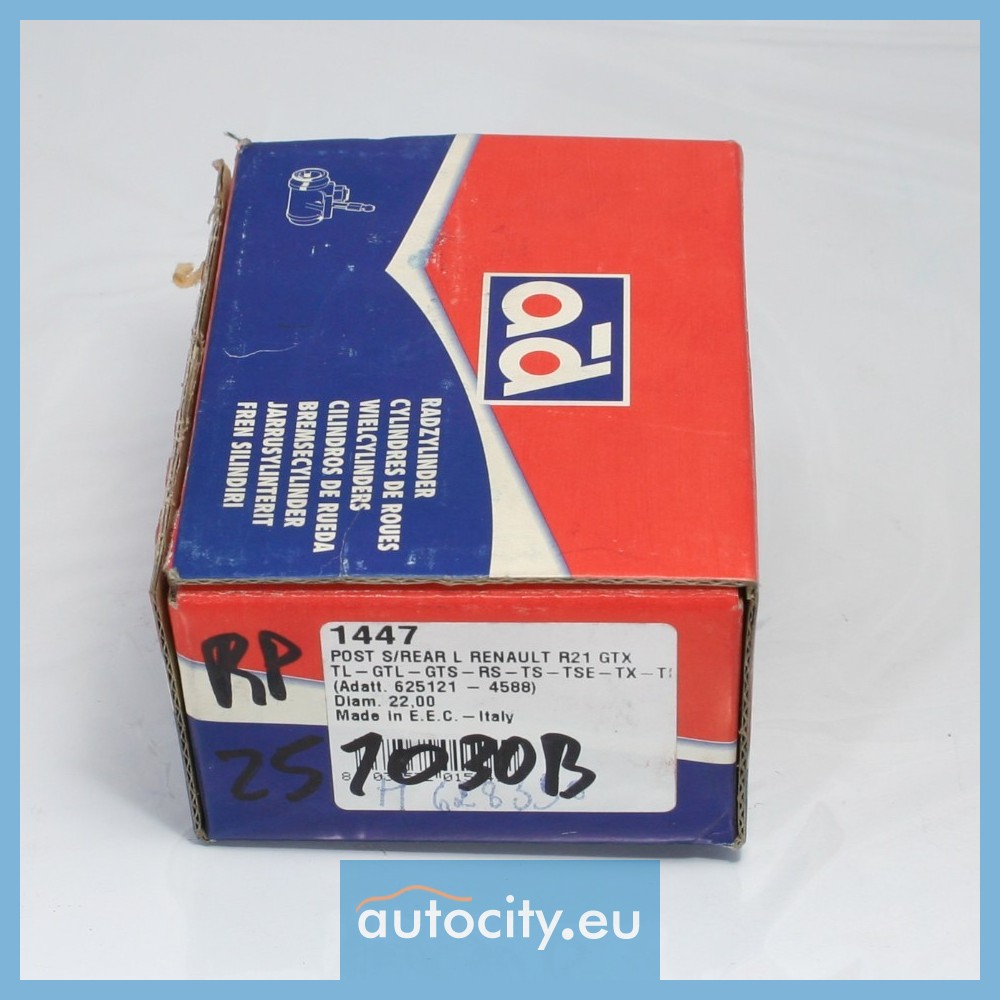 ad
RADZYLINDER
CYLINDRES DE ROUES
WIELCYLINDERS
CILINDROS DE RUEDA
BREMSECYLINDER
JARRUSYLINTERIT
FREN SILINDIRI
1447
POST S/REAR L RENAULT R21 GTX
TL-GTL-GTS-RS-TS-TSE-TX-
(Adatt. 625121 - 4588)
Diam. 22,00
Made in E.E.C.-Italy
RP
25 1030B
autocity.eu